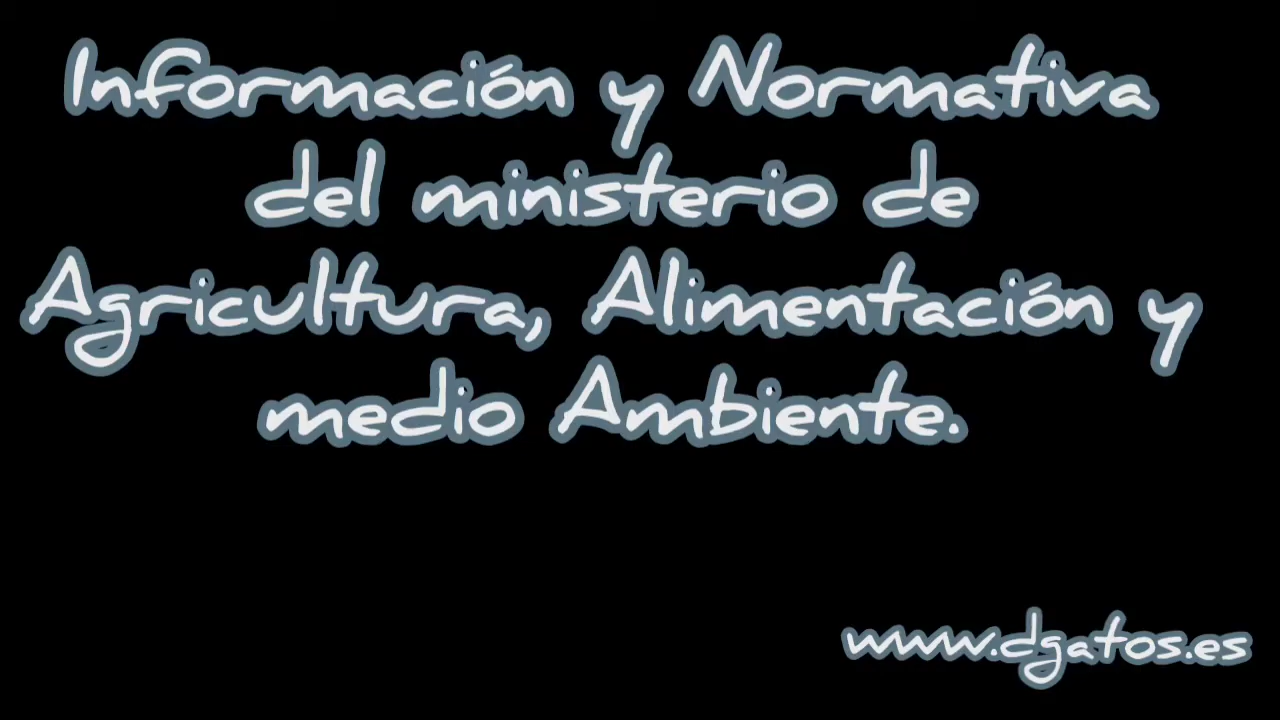 Información y Normativa
del ministerio de
Agricultura, Alimentación y
medio Ambiente.
www.dgatos.es